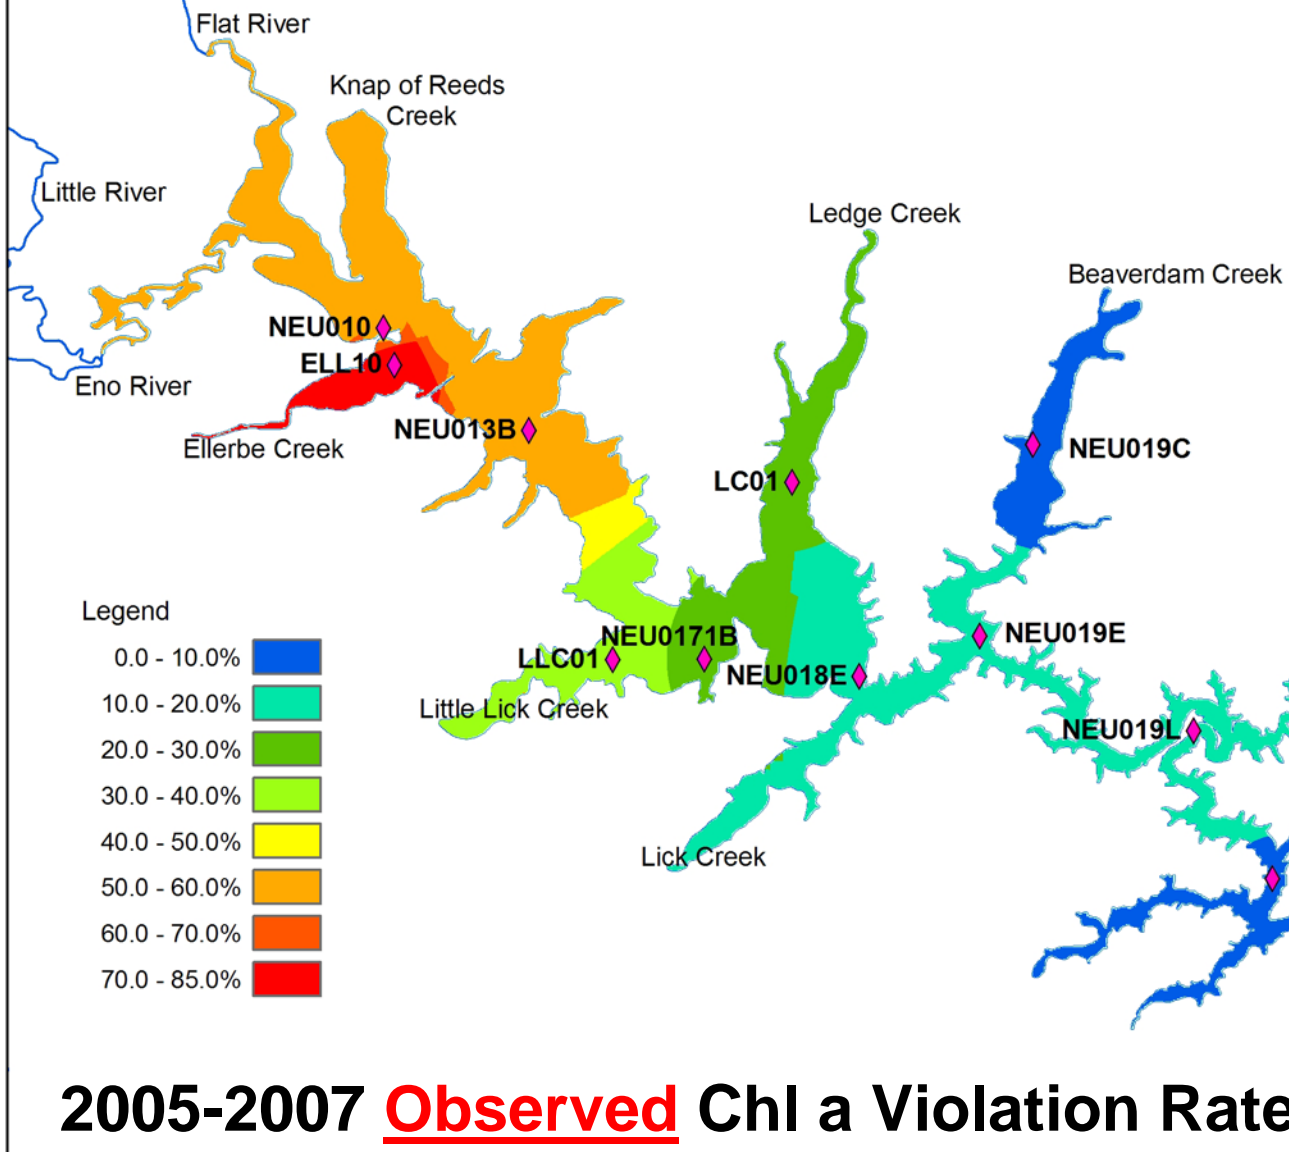 Flat River
Knap of Reeds
Creek
Little River
Ledge Creek
Beaverdam Creek
NEU010
ELL10
Eno River
NEU013B
Ellerbe Creek
NEU019C
LC01
Legend
0.0 - 10.0%
10.0 - 20.0%
20.0 - 30.0%
30.0 - 40.0%
40.0 - 50.0%
50.0 - 60.0%
60.0 - 70.0%
70.0 - 85.0%
NEU0171B
NEU019E
LLC01
NEU018E
Little Lick Creek
NEU019L
Lick Creek
2005-2007 Observed Chl a Violation Rate